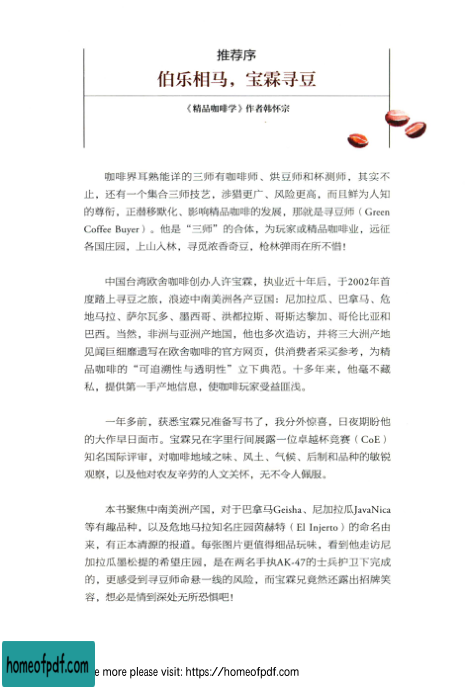 推荐序
伯乐相马，宝霖寻豆
《精品咖啡学》作者韩怀宗
咖啡界耳熟能详的三师有咖啡师、烘豆师和杯测师，其实不
止，还有一个集合三师技艺，涉猎更广、风险更高，而且鲜为人知
的尊衔，正潜移默化、影响精品咖啡的发展，那就是寻豆师（Green
Coffee Buyer）。他是“三师”的合体，为玩家或精品咖啡业，远征
各国庄园，上山入林，寻觅浓香奇豆，枪林弹雨在所不惜！
中国台湾欧舍咖啡创办人许宝霖，执业近十年后，于2002年首
度踏上寻豆之旅，浪迹中南美洲各产豆国：尼加拉瓜、巴拿马、危
地马拉、萨尔瓦多、墨西哥、洪都拉斯、哥斯达黎加、哥伦比亚和
巴西。当然，非洲与亚洲产地国，他也多次造访，并将三大洲产地
见闻巨细靡遗写在欧舍咖啡的官方网页，供消费者采买参考，为精
品咖啡的“可追溯性与透明性”立下典范。十多年来，他毫不藏
私，提供第一手产地信息，使咖啡玩家受益匪浅。
一年多前，获悉宝霖兄准备写书了，我分外惊喜，日夜期盼他
的大作早日面市。宝霖兄在字里行间展露一位卓越杯竞赛（CoE）
知名国际评审，对咖啡地域之味、风土、气候、后制和品种的敏锐
观察，以及他对农友辛劳的人文关怀，无不令人佩服。
本书聚焦中南美洲产国，对于巴拿马Geisha、尼加拉瓜JavaNica
等有趣品种，以及危地马拉知名庄园茵赫特（El Injerto）的命名由
来，有正本清源的报道。每张图片更值得细品玩味，看到他走访尼
加拉瓜墨松提的希望庄园，是在两名手执AK-47的士兵护卫下完成
的，更感受到寻豆师命悬一线的风险，而宝霖兄竟然还露出招牌笑
容，想必是情到深处无所恐惧吧！
homeofpdf.com
e more please visit: https://homeofpdf.com